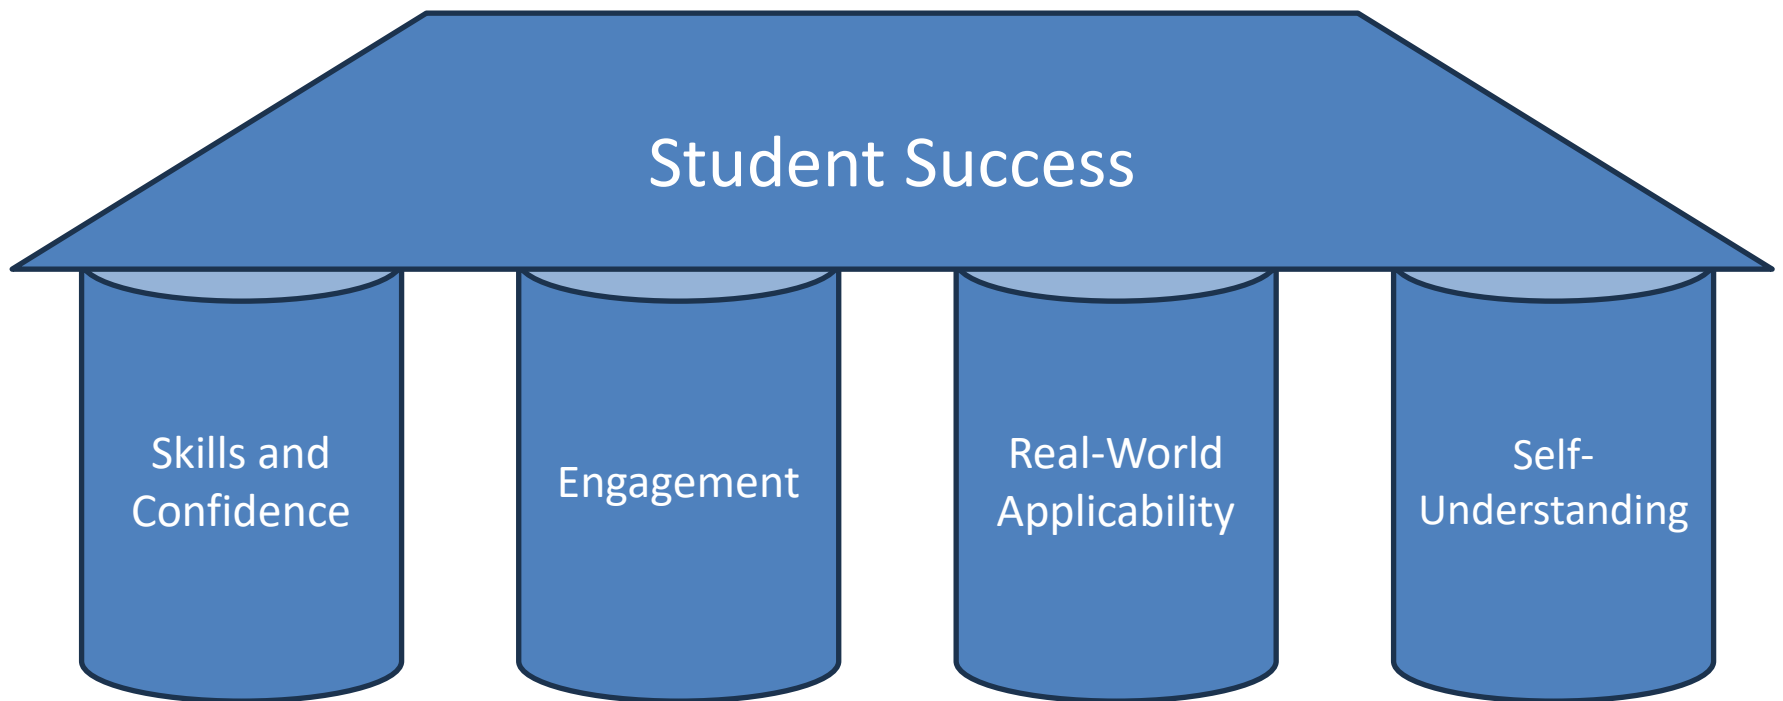 Student Success
Skills and
Confidence
Engagement
Real-World
Applicability
Self-
Understanding